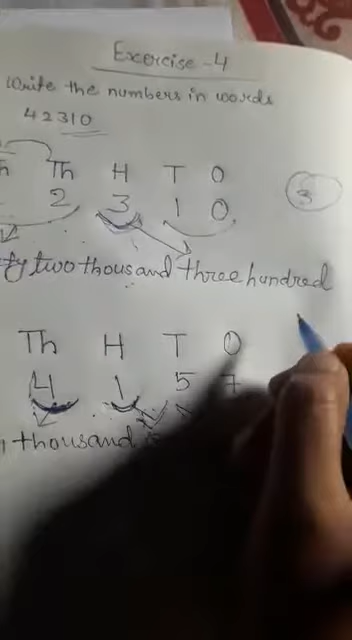 Exercise-4
Write the numbers in words
42310
Th H T O
2 3 1 0
3
two thousand three hundred
Th H T O
4 1 5 7
thousand